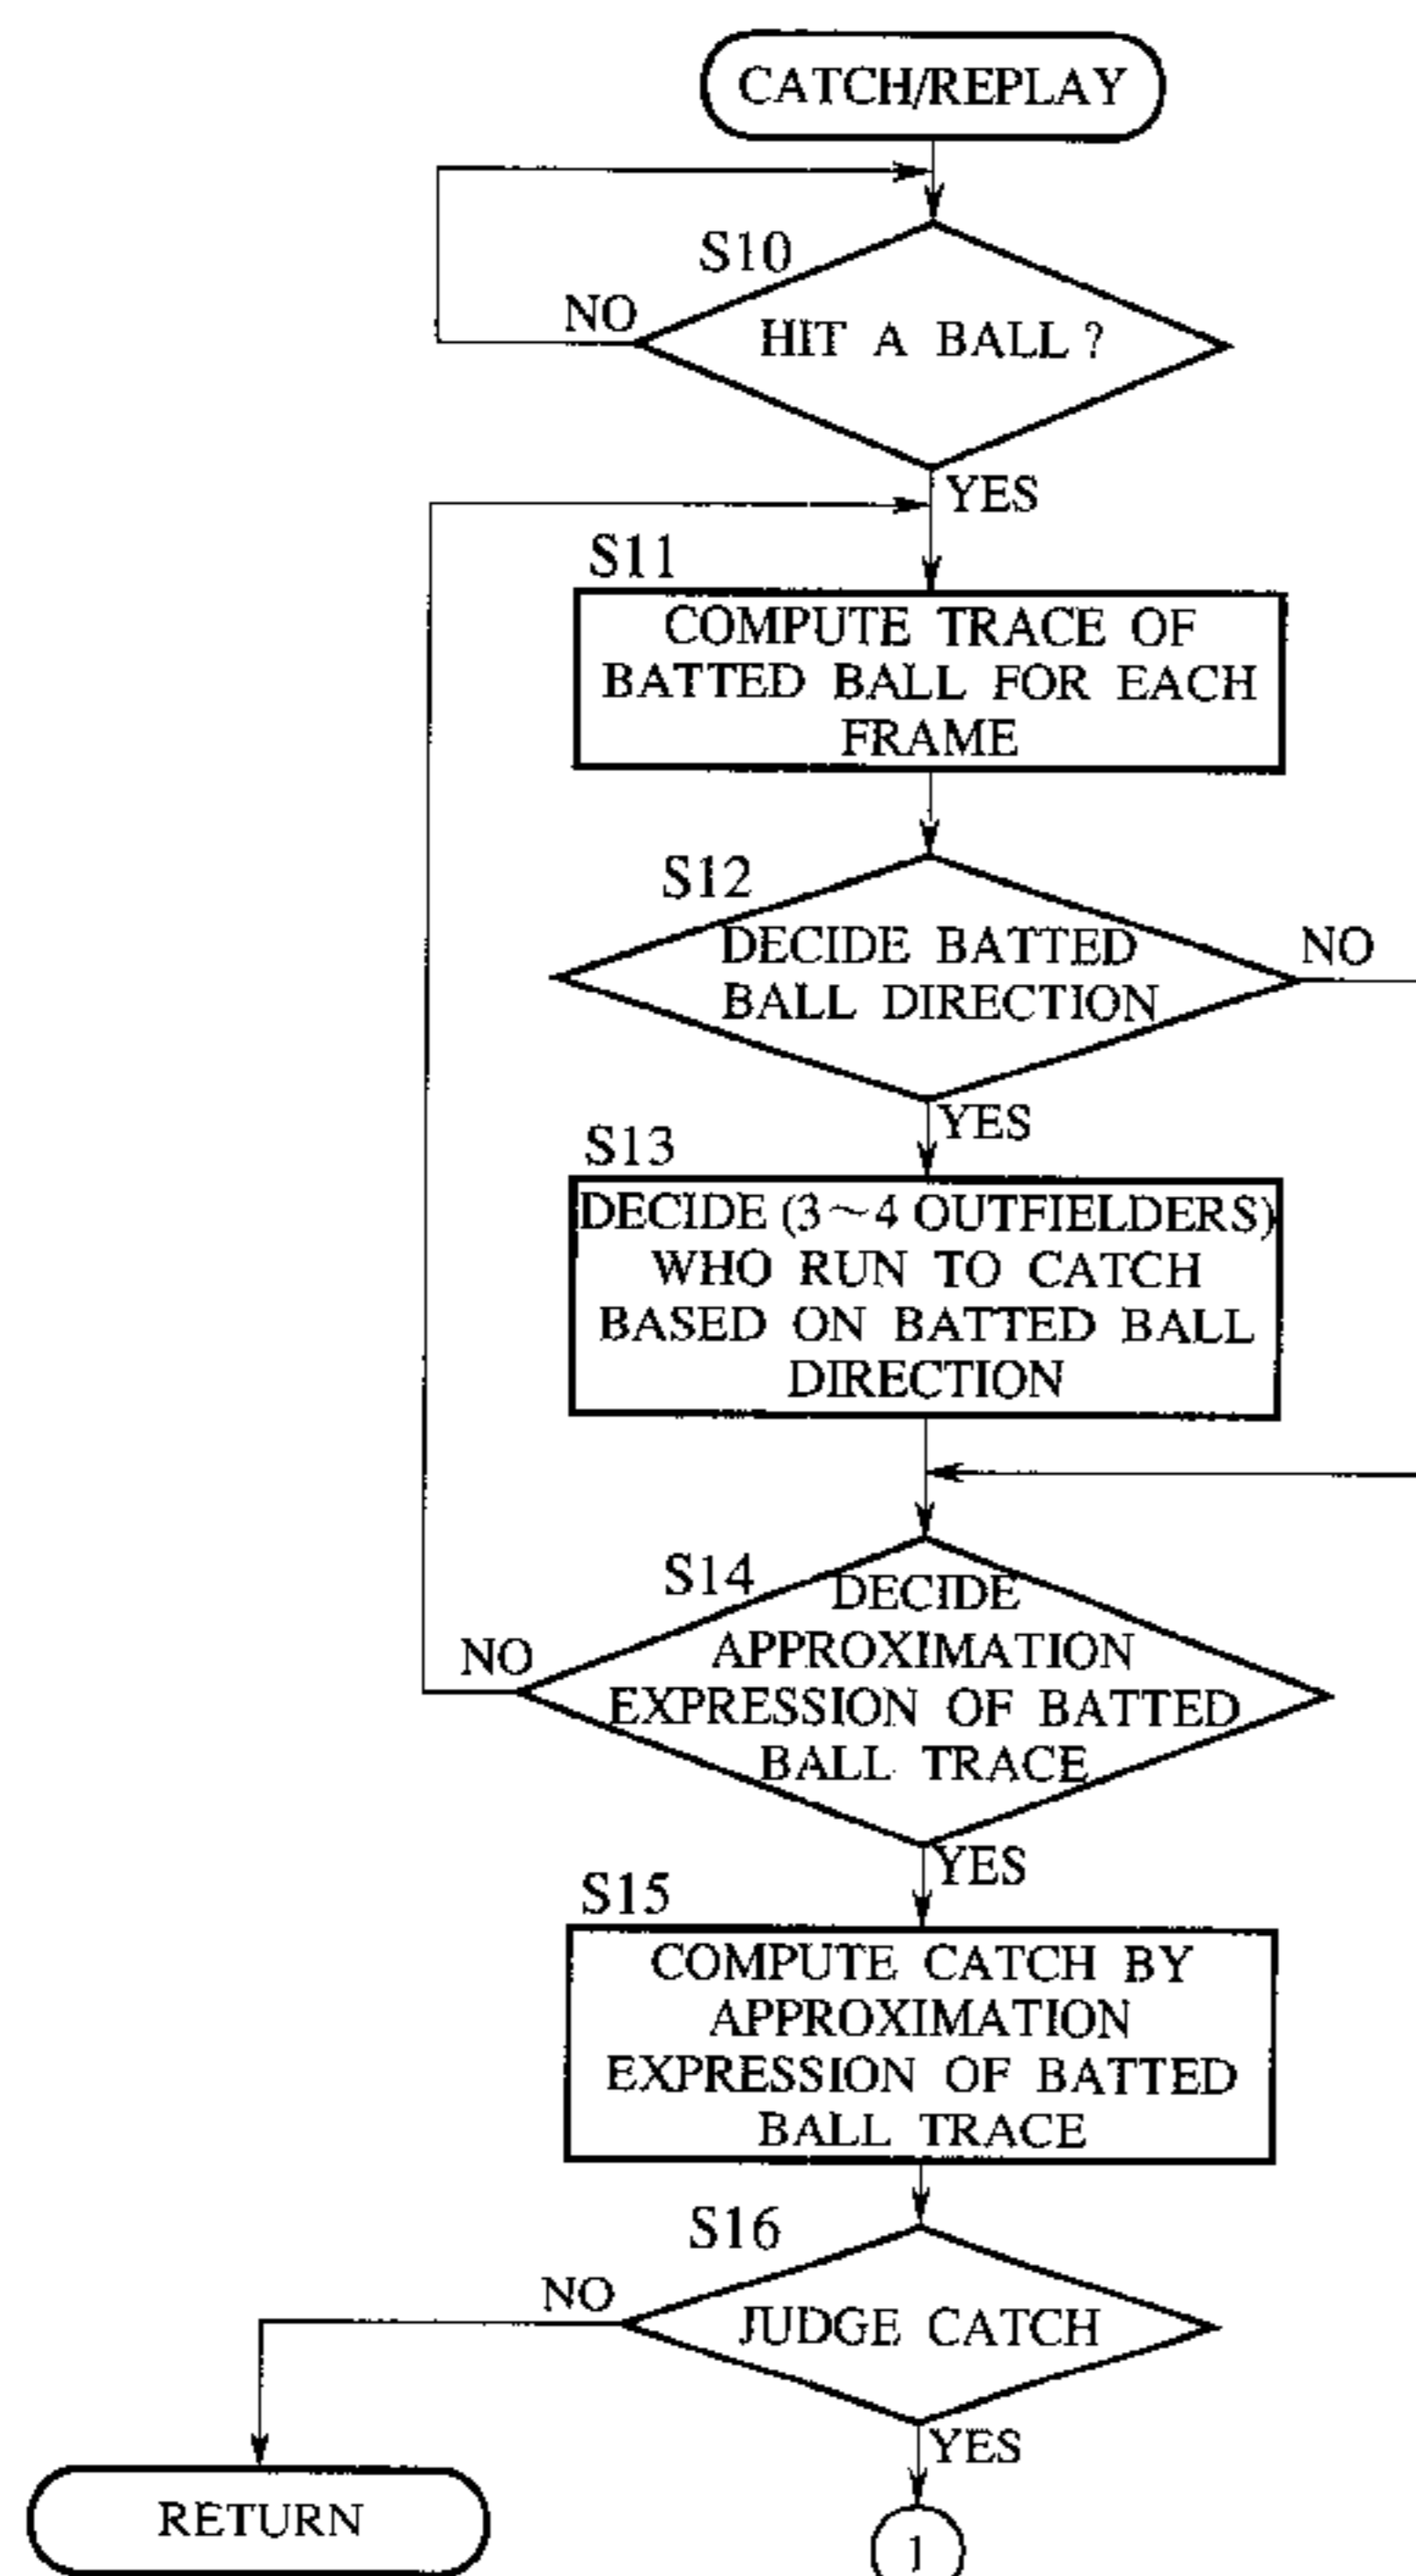 CATCH/REPLAY
S10
NO
HIT A BALL ?
YES
S11
COMPUTE TRACE OF
BATTED BALL FOR EACH
FRAME
S12
DECIDE BATTED
BALL DIRECTION
NO
YES
S13
DECIDE (3~4 OUTFIELDERS)
WHO RUN TO CATCH
BASED ON BATTED BALL
DIRECTION
S14
DECIDE
APPROXIMATION
EXPRESSION OF BATTED
BALL TRACE
NO
YES
S15
COMPUTE CATCH BY
APPROXIMATION
EXPRESSION OF BATTED
BALL TRACE
S16
NO
JUDGE CATCH
YES
RETURN
1